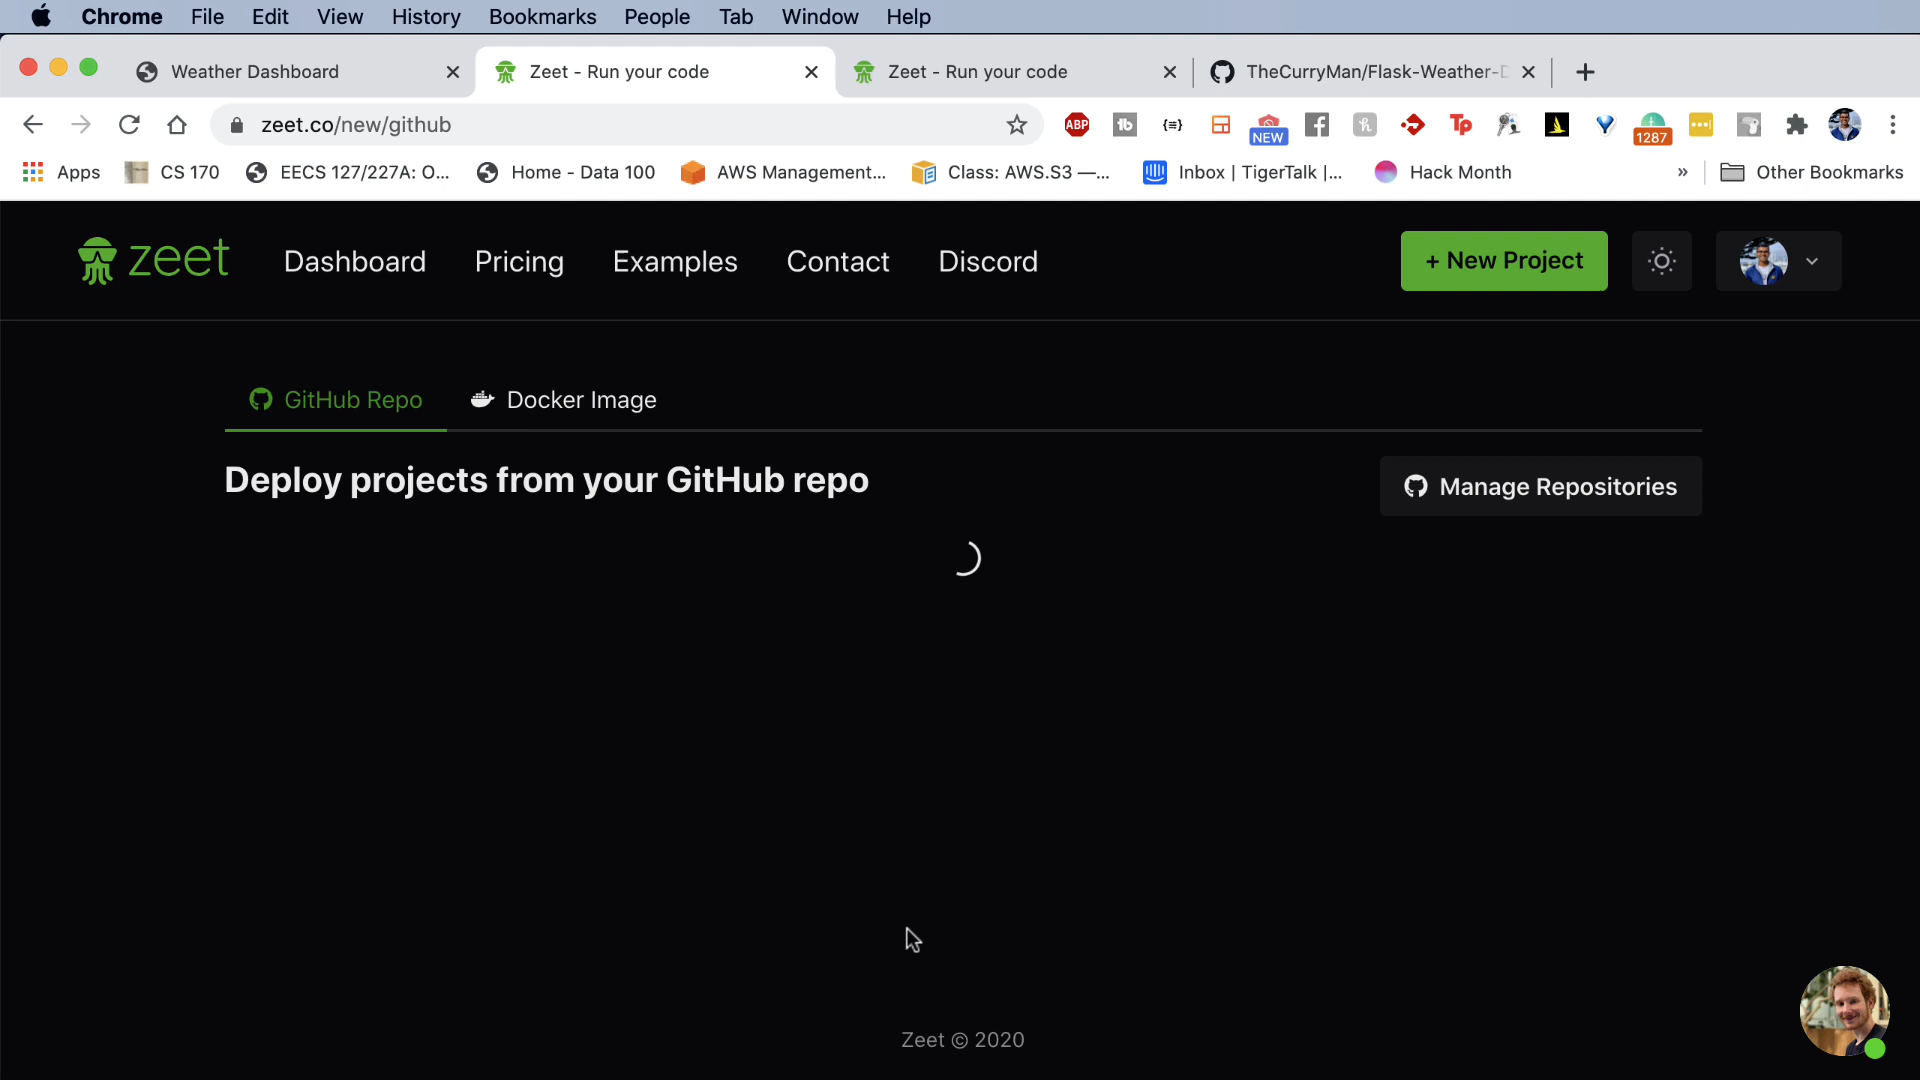 Chrome File Edit View History Bookmarks People Tab Window Help
Weather Dashboard Zeet - Run your code Zeet - Run your code TheCurryMan/Flask-Weather-D
zeet.co/new/github ABP tb {≡} NEW Tp 1287
Apps CS 170 EECS 127/227A: O... Home - Data 100 AWS Management... Class: AWS.S3 —... Inbox | TigerTalk |... Hack Month » Other Bookmarks
zeet Dashboard Pricing Examples Contact Discord + New Project
GitHub Repo Docker Image
Deploy projects from your GitHub repo Manage Repositories
Zeet © 2020